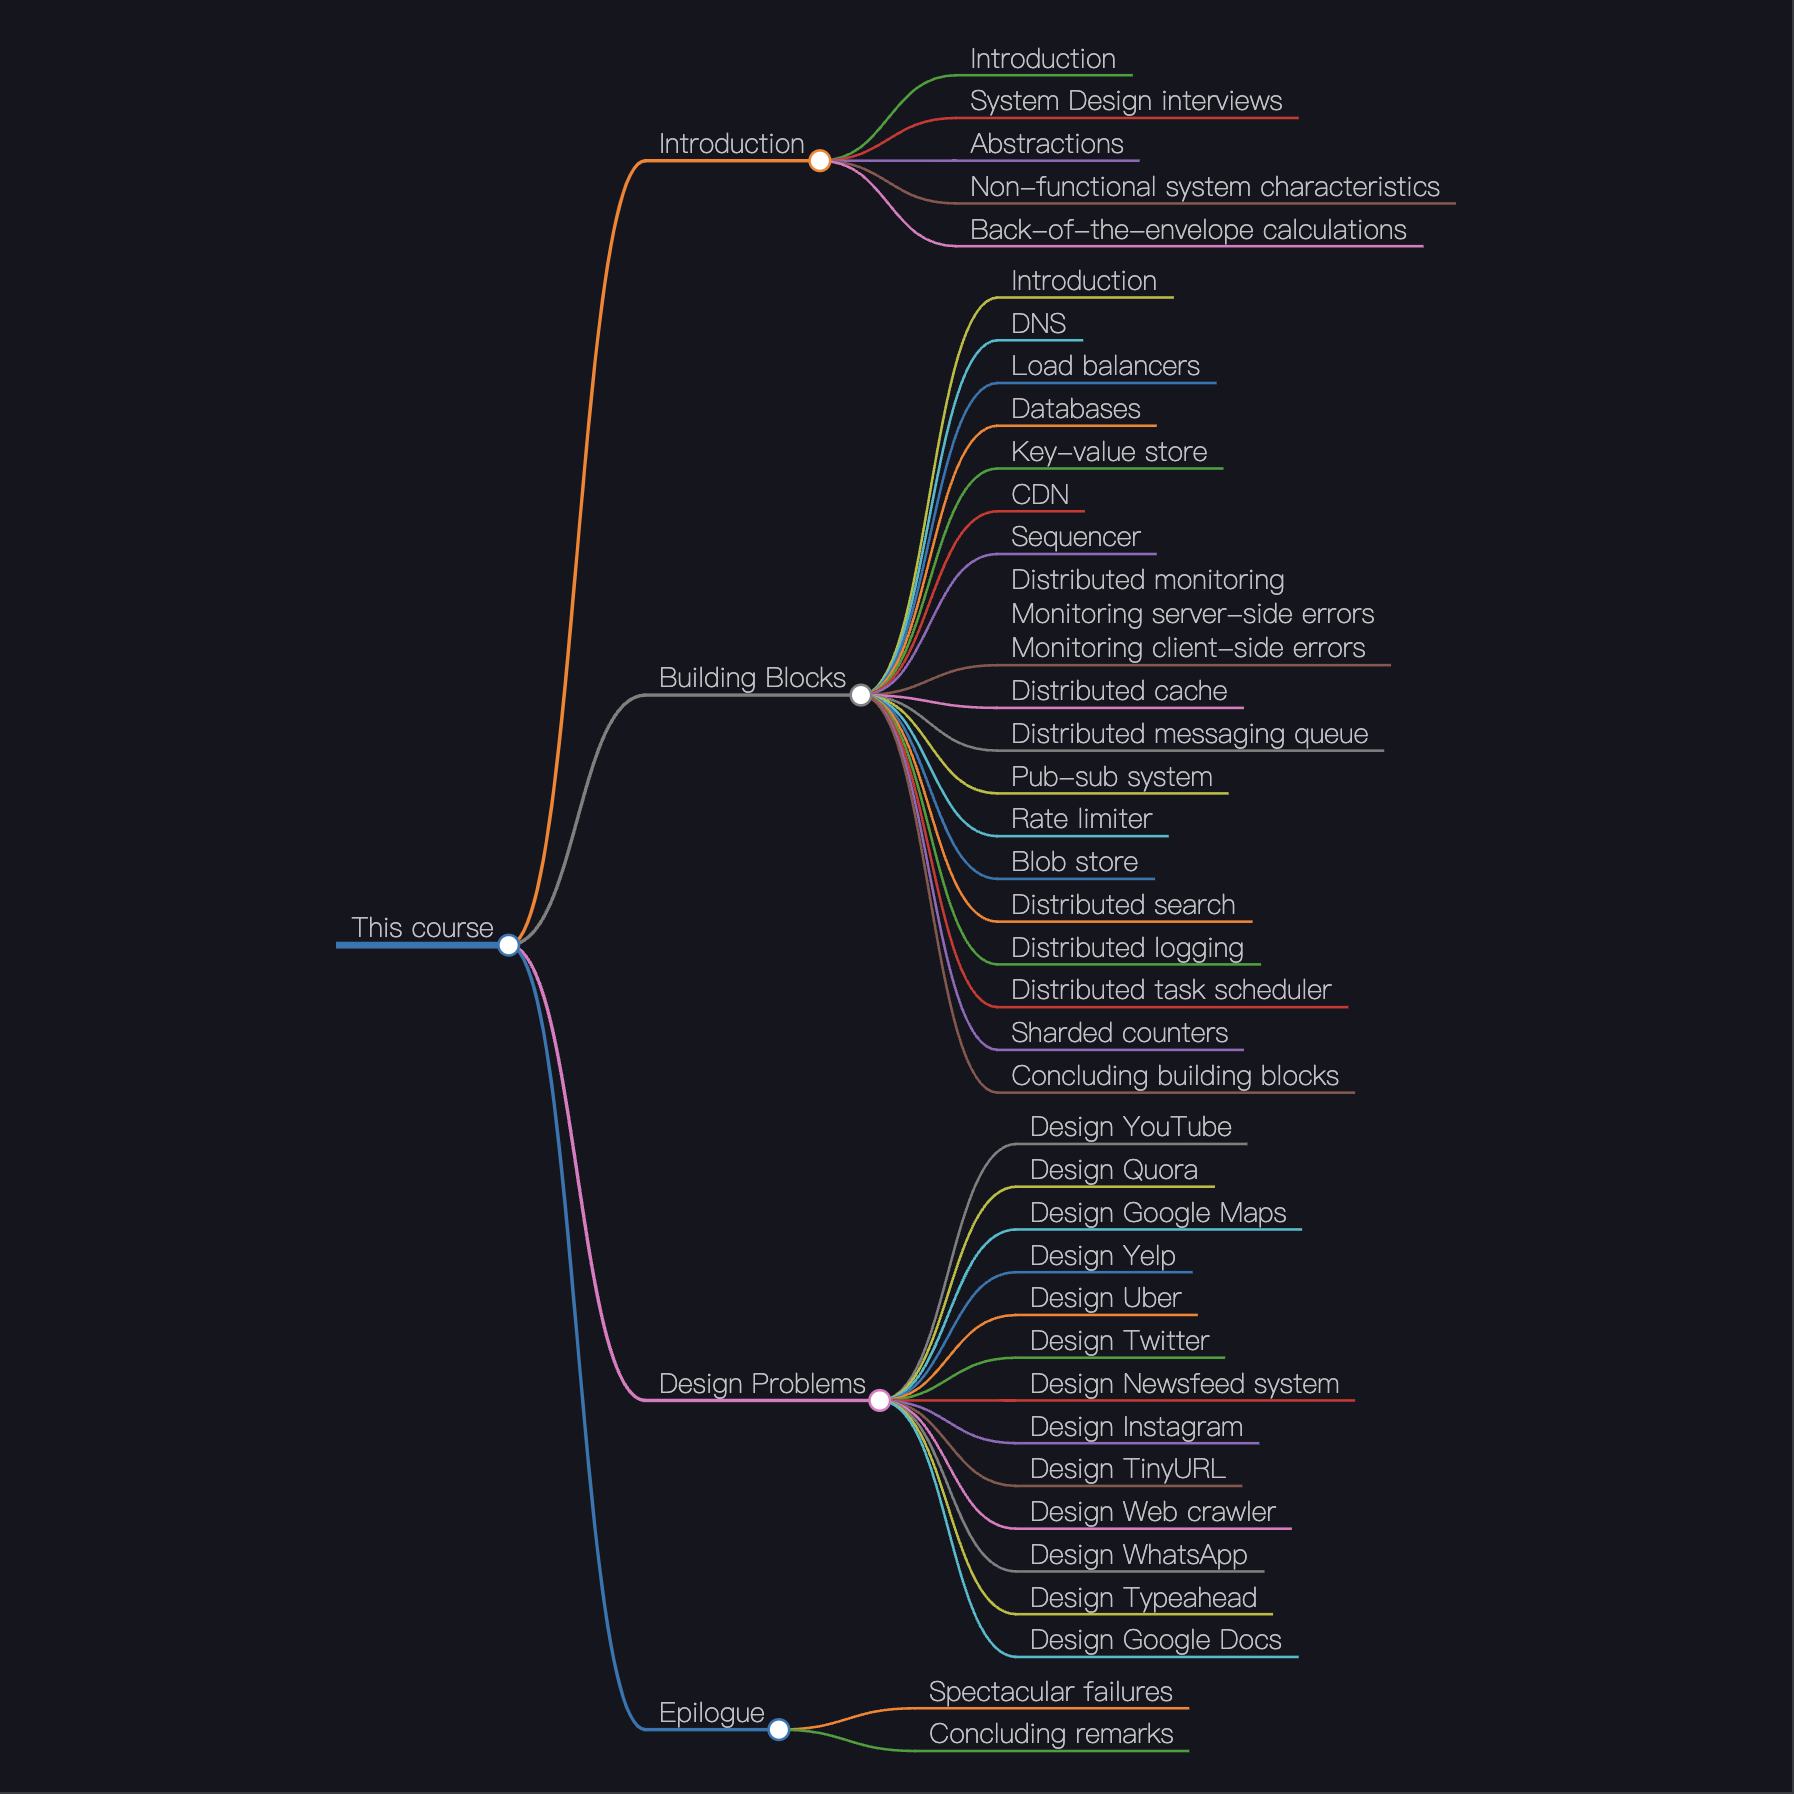 Introduction
System Design interviews
Introduction
Abstractions
Non-functional system characteristics
Back-of-the-envelope calculations
Introduction
DNS
Load balancers
Databases
Key-value store
CDN
Sequencer
Distributed monitoring
Monitoring server-side errors
Monitoring client-side errors
Building Blocks
Distributed cache
Distributed messaging queue
Pub-sub system
Rate limiter
Blob store
Distributed search
This course
Distributed logging
Distributed task scheduler
Sharded counters
Concluding building blocks
Design YouTube
Design Quora
Design Google Maps
Design Yelp
Design Uber
Design Twitter
Design Problems
Design Newsfeed system
Design Instagram
Design TinyURL
Design Web crawler
Design WhatsApp
Design Typeahead
Design Google Docs
Spectacular failures
Epilogue
Concluding remarks